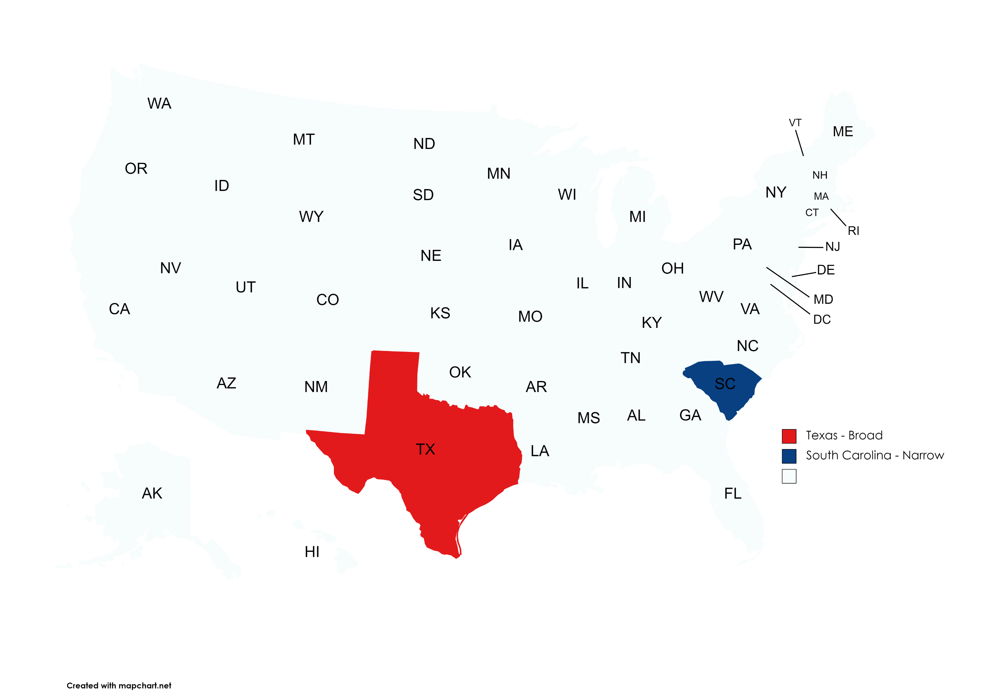 WA
VT
ME
MT
ND
OR
MN
NH
ID
NY
SD
WI
MA
CT
WY
MI
RI
IA
PA
NJ
NE
NV
OH
DE
UT
IL
IN
WV
CO
MD
CA
VA
KS
MO
DC
KY
NC
TN
OK
AZ
NM
AR
SC
MS
AL
GA
Texas - Broad
TX
LA
South Carolina - Narrow
AK
FL
HI
Created with mapchart.net